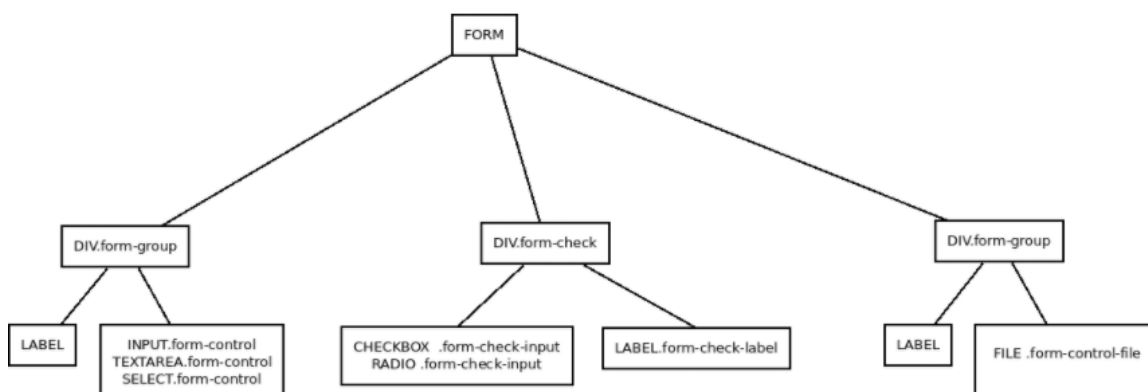 FORM
DIV.form-group
DIV.form-check
DIV.form-group
LABEL
INPUT.form-control
TEXTAREA.form-control
SELECT.form-control
CHECKBOX .form-check-input
RADIO .form-check-input
LABEL.form-check-label
LABEL
FILE .form-control-file